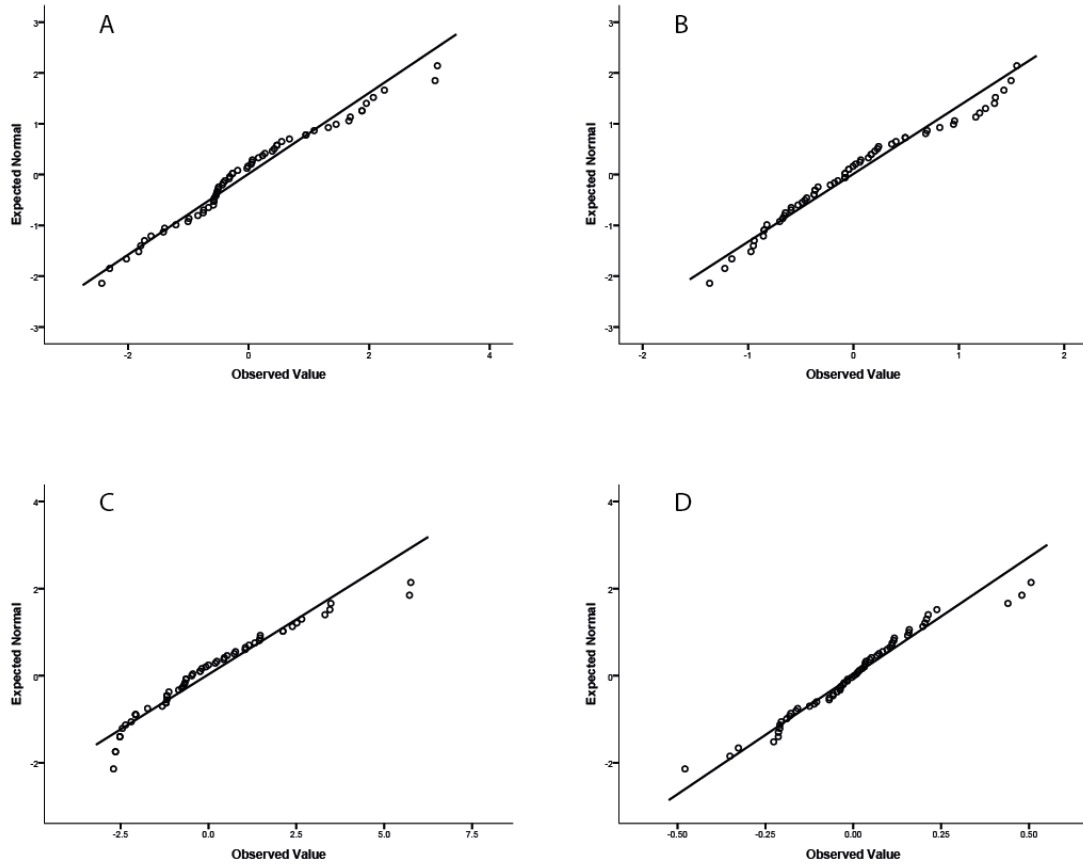 A
3
2
1
0
-1
-2
-3
Expected Normal
-2 0 2 4
Observed Value
B
3
2
1
0
-1
-2
-3
Expected Normal
-2 -1 0 1 2
Observed Value
C
4
2
0
-2
Expected Normal
-2.5 0.0 2.5 5.0 7.5
Observed Value
D
4
2
0
-2
Expected Normal
-0.50 -0.25 0.00 0.25 0.50
Observed Value